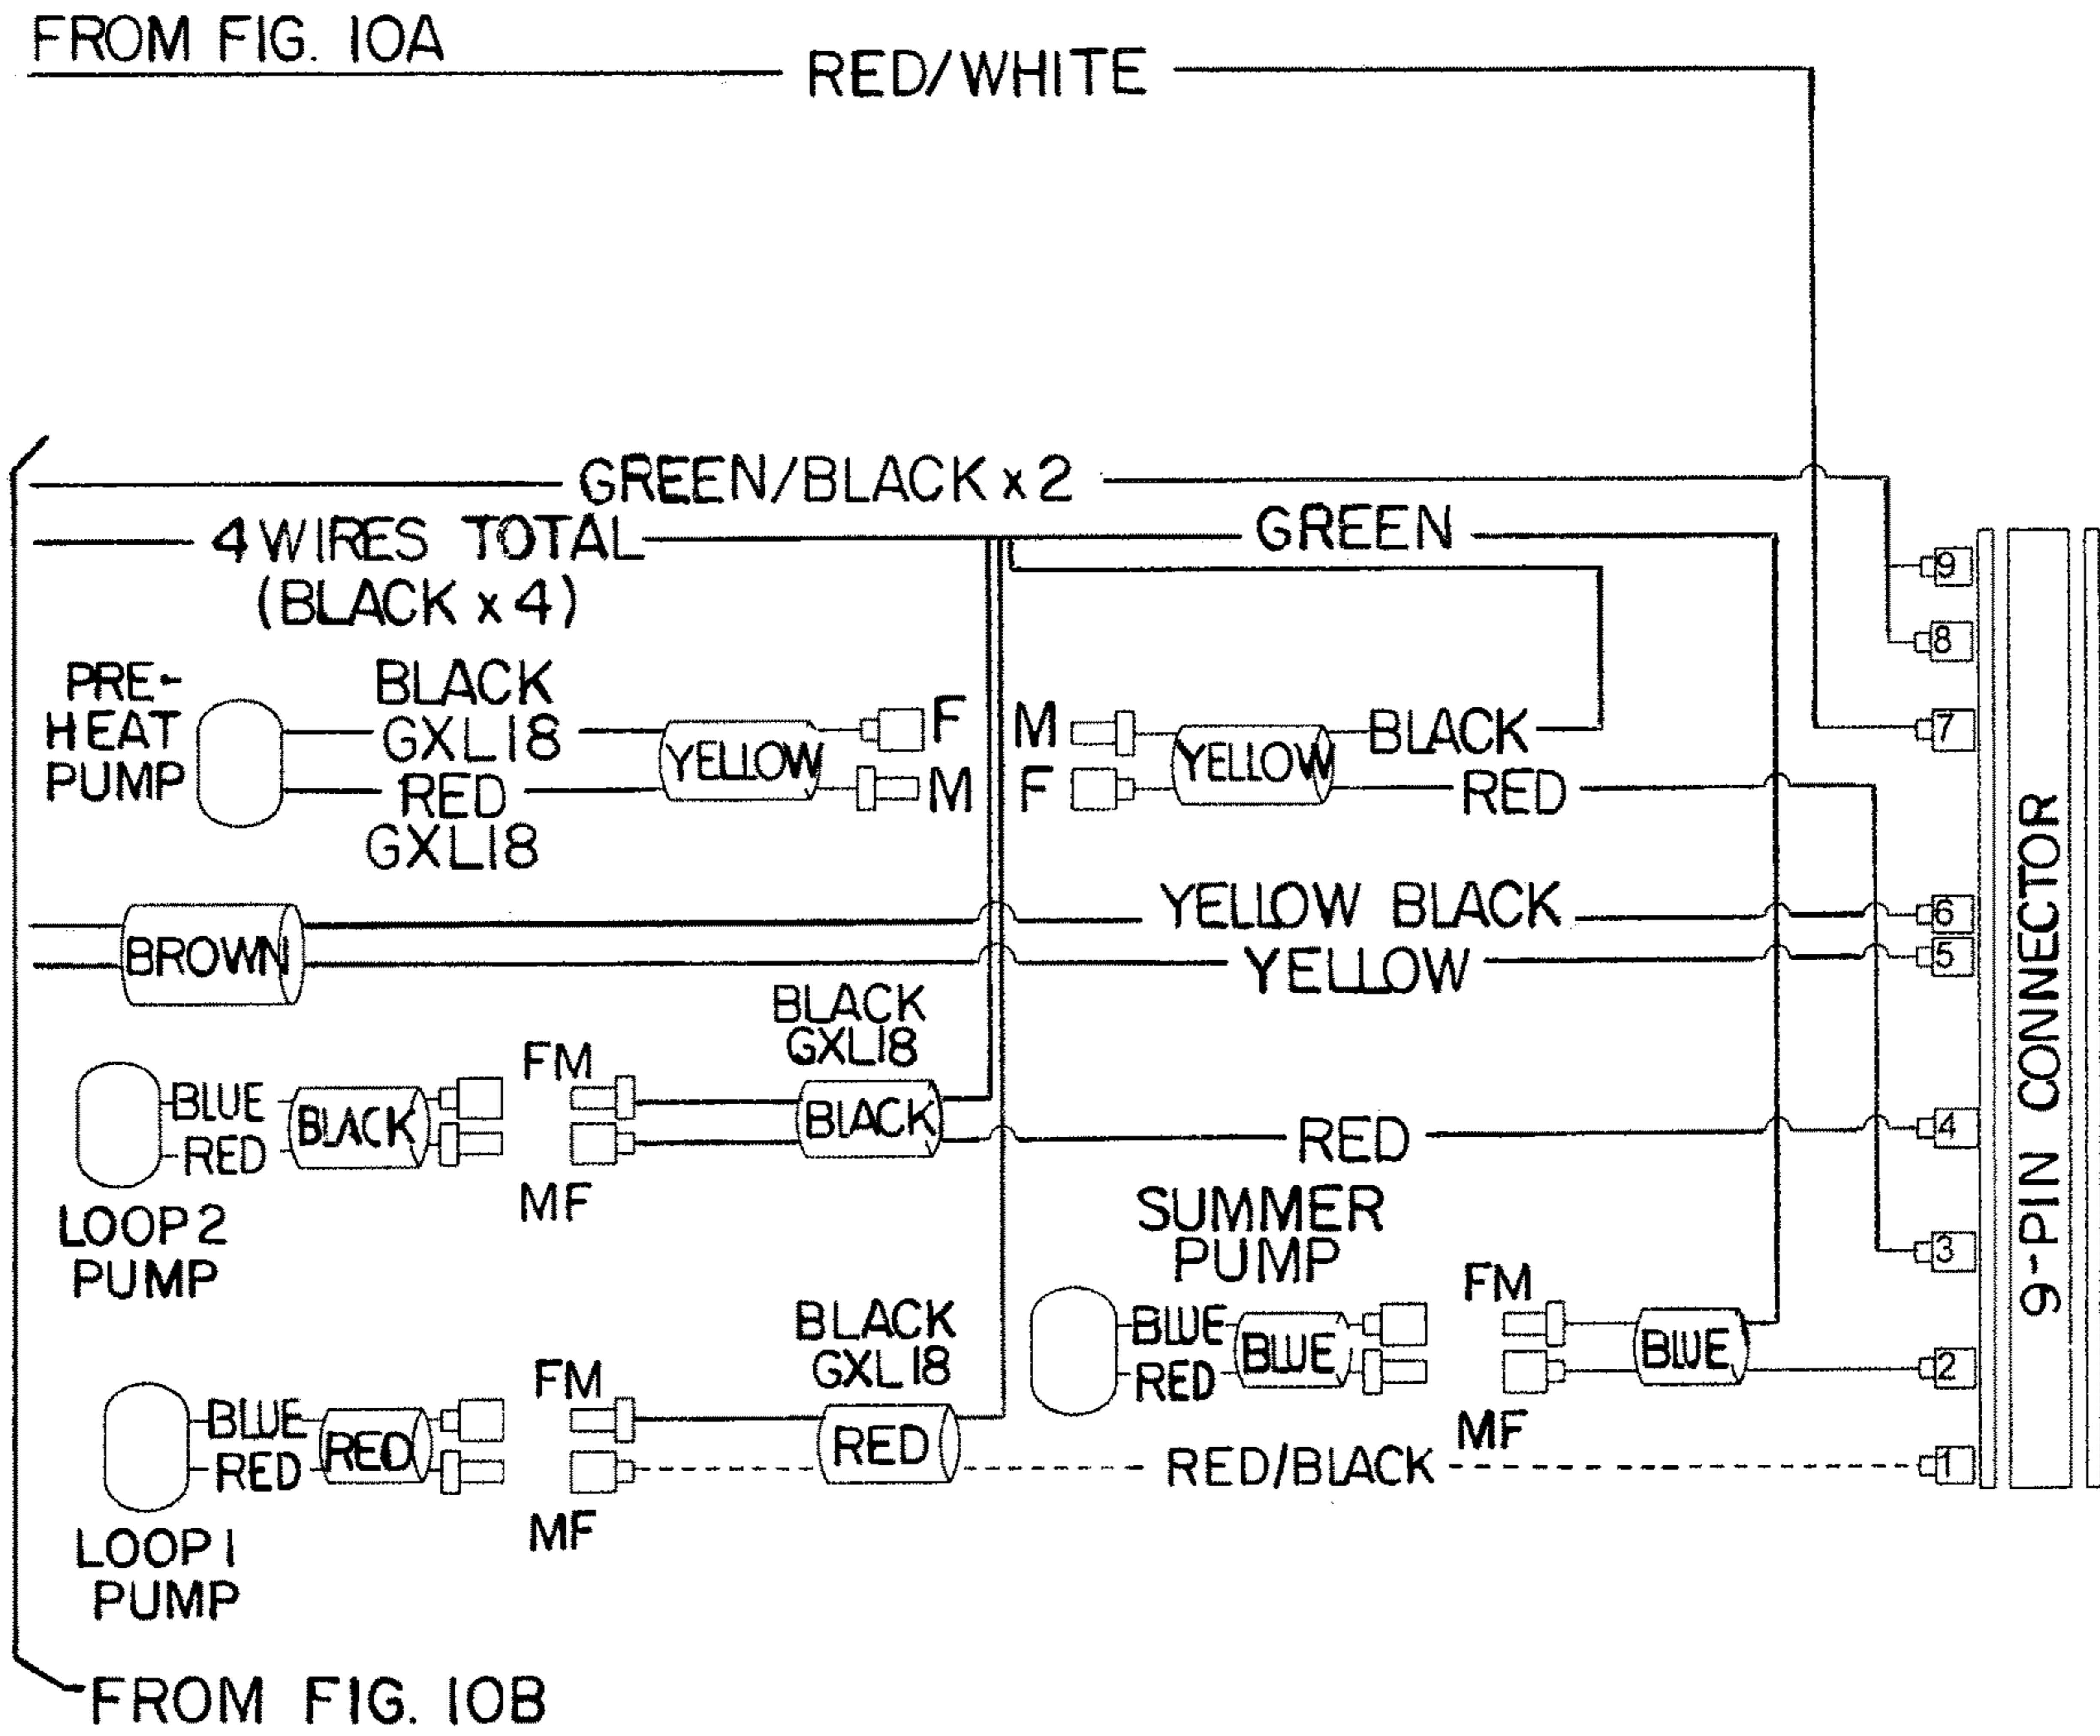 FROM FIG. 10A
RED/WHITE
GREEN/BLACK x 2
4 WIRES TOTAL
(BLACK x 4)
GREEN
9
8
7
PRE-
HEAT
PUMP
BLACK
GXL18
RED
GXL18
YELLOW
F
M
M
F
YELLOW
BLACK
RED
BROWN
YELLOW BLACK
YELLOW
6
5
9-PIN CONNECTOR
BLACK
GXL18
FM
BLUE
RED
BLACK
BLACK
MF
LOOP 2
PUMP
RED
4
3
SUMMER
PUMP
BLUE
RED
BLUE
FM
MF
BLUE
2
BLACK
GXL18
FM
BLUE
RED
RED
RED
MF
LOOP 1
PUMP
RED/BLACK
1
FROM FIG. 10B